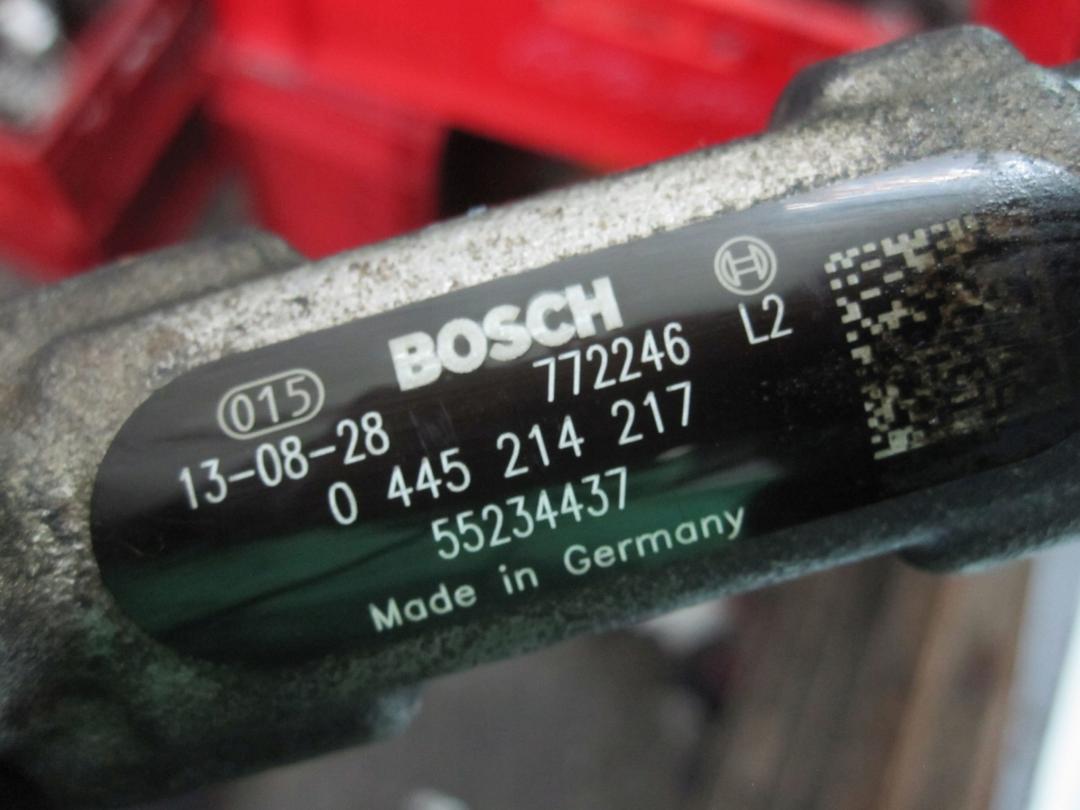 BOSCH
015
772246 L2
13-08-28
0 445 214 217
55234437
Made in Germany